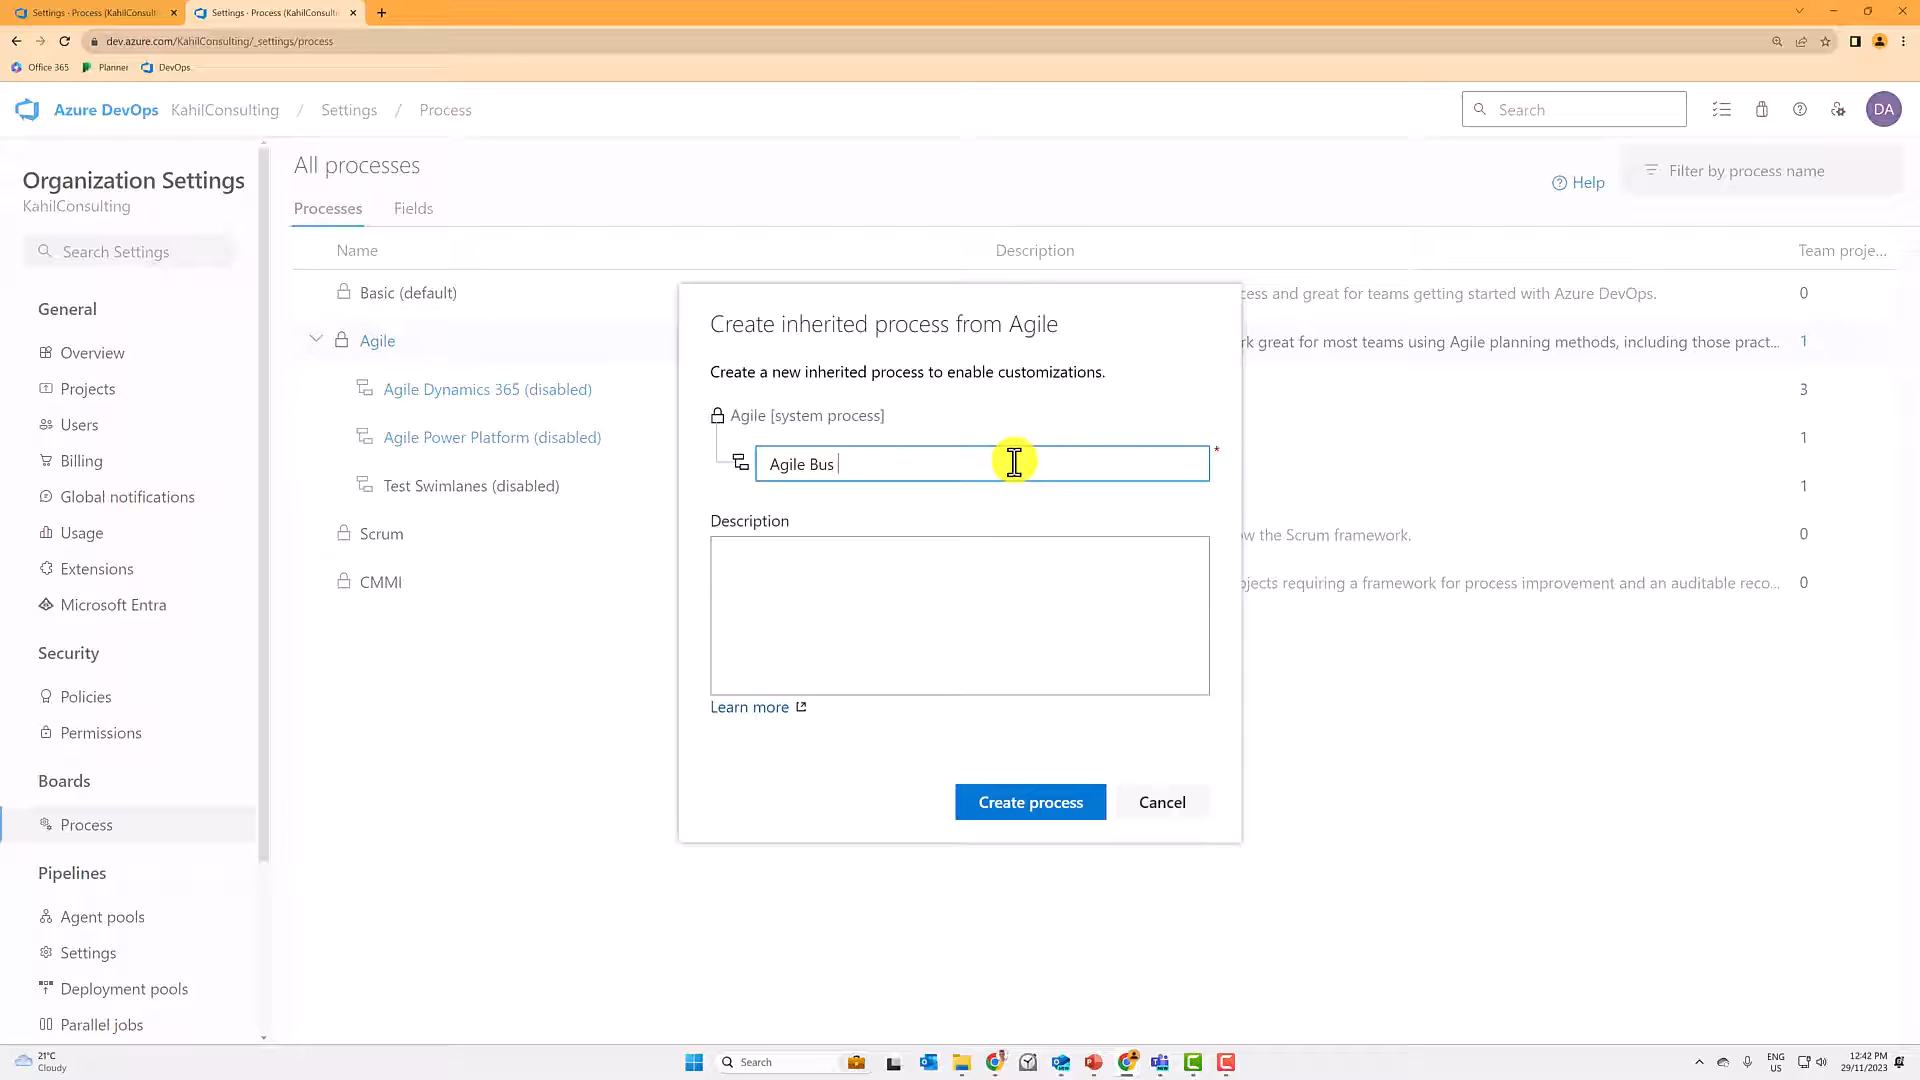 Settings - Process (KahilConsulti
Settings - Process (KahilConsulti
dev.azure.com/KahilConsulting/_settings/process
Office 365
Planner
DevOps
Azure DevOps
KahilConsulting
/
Settings
/
Process
Search
DA
Organization Settings
KahilConsulting
Search Settings
General
Overview
Projects
Users
Billing
Global notifications
Usage
Extensions
Microsoft Entra
Security
Policies
Permissions
Boards
Process
Pipelines
Agent pools
Settings
Deployment pools
Parallel jobs
All processes
Help
Filter by process name
Processes
Fields
Name
Description
Team proje...
Basic (default)
cess and great for teams getting started with Azure DevOps.
0
Agile
rk great for most teams using Agile planning methods, including those pract...
1
Agile Dynamics 365 (disabled)
3
Agile Power Platform (disabled)
1
Test Swimlanes (disabled)
1
Scrum
ow the Scrum framework.
0
CMMI
ojects requiring a framework for process improvement and an auditable reco...
0
Create inherited process from Agile
Create a new inherited process to enable customizations.
Agile [system process]
Agile Bus
*
Description
Learn more
Create process
Cancel
21°C
Cloudy
Search
ENG
US
12:42 PM
29/11/2023